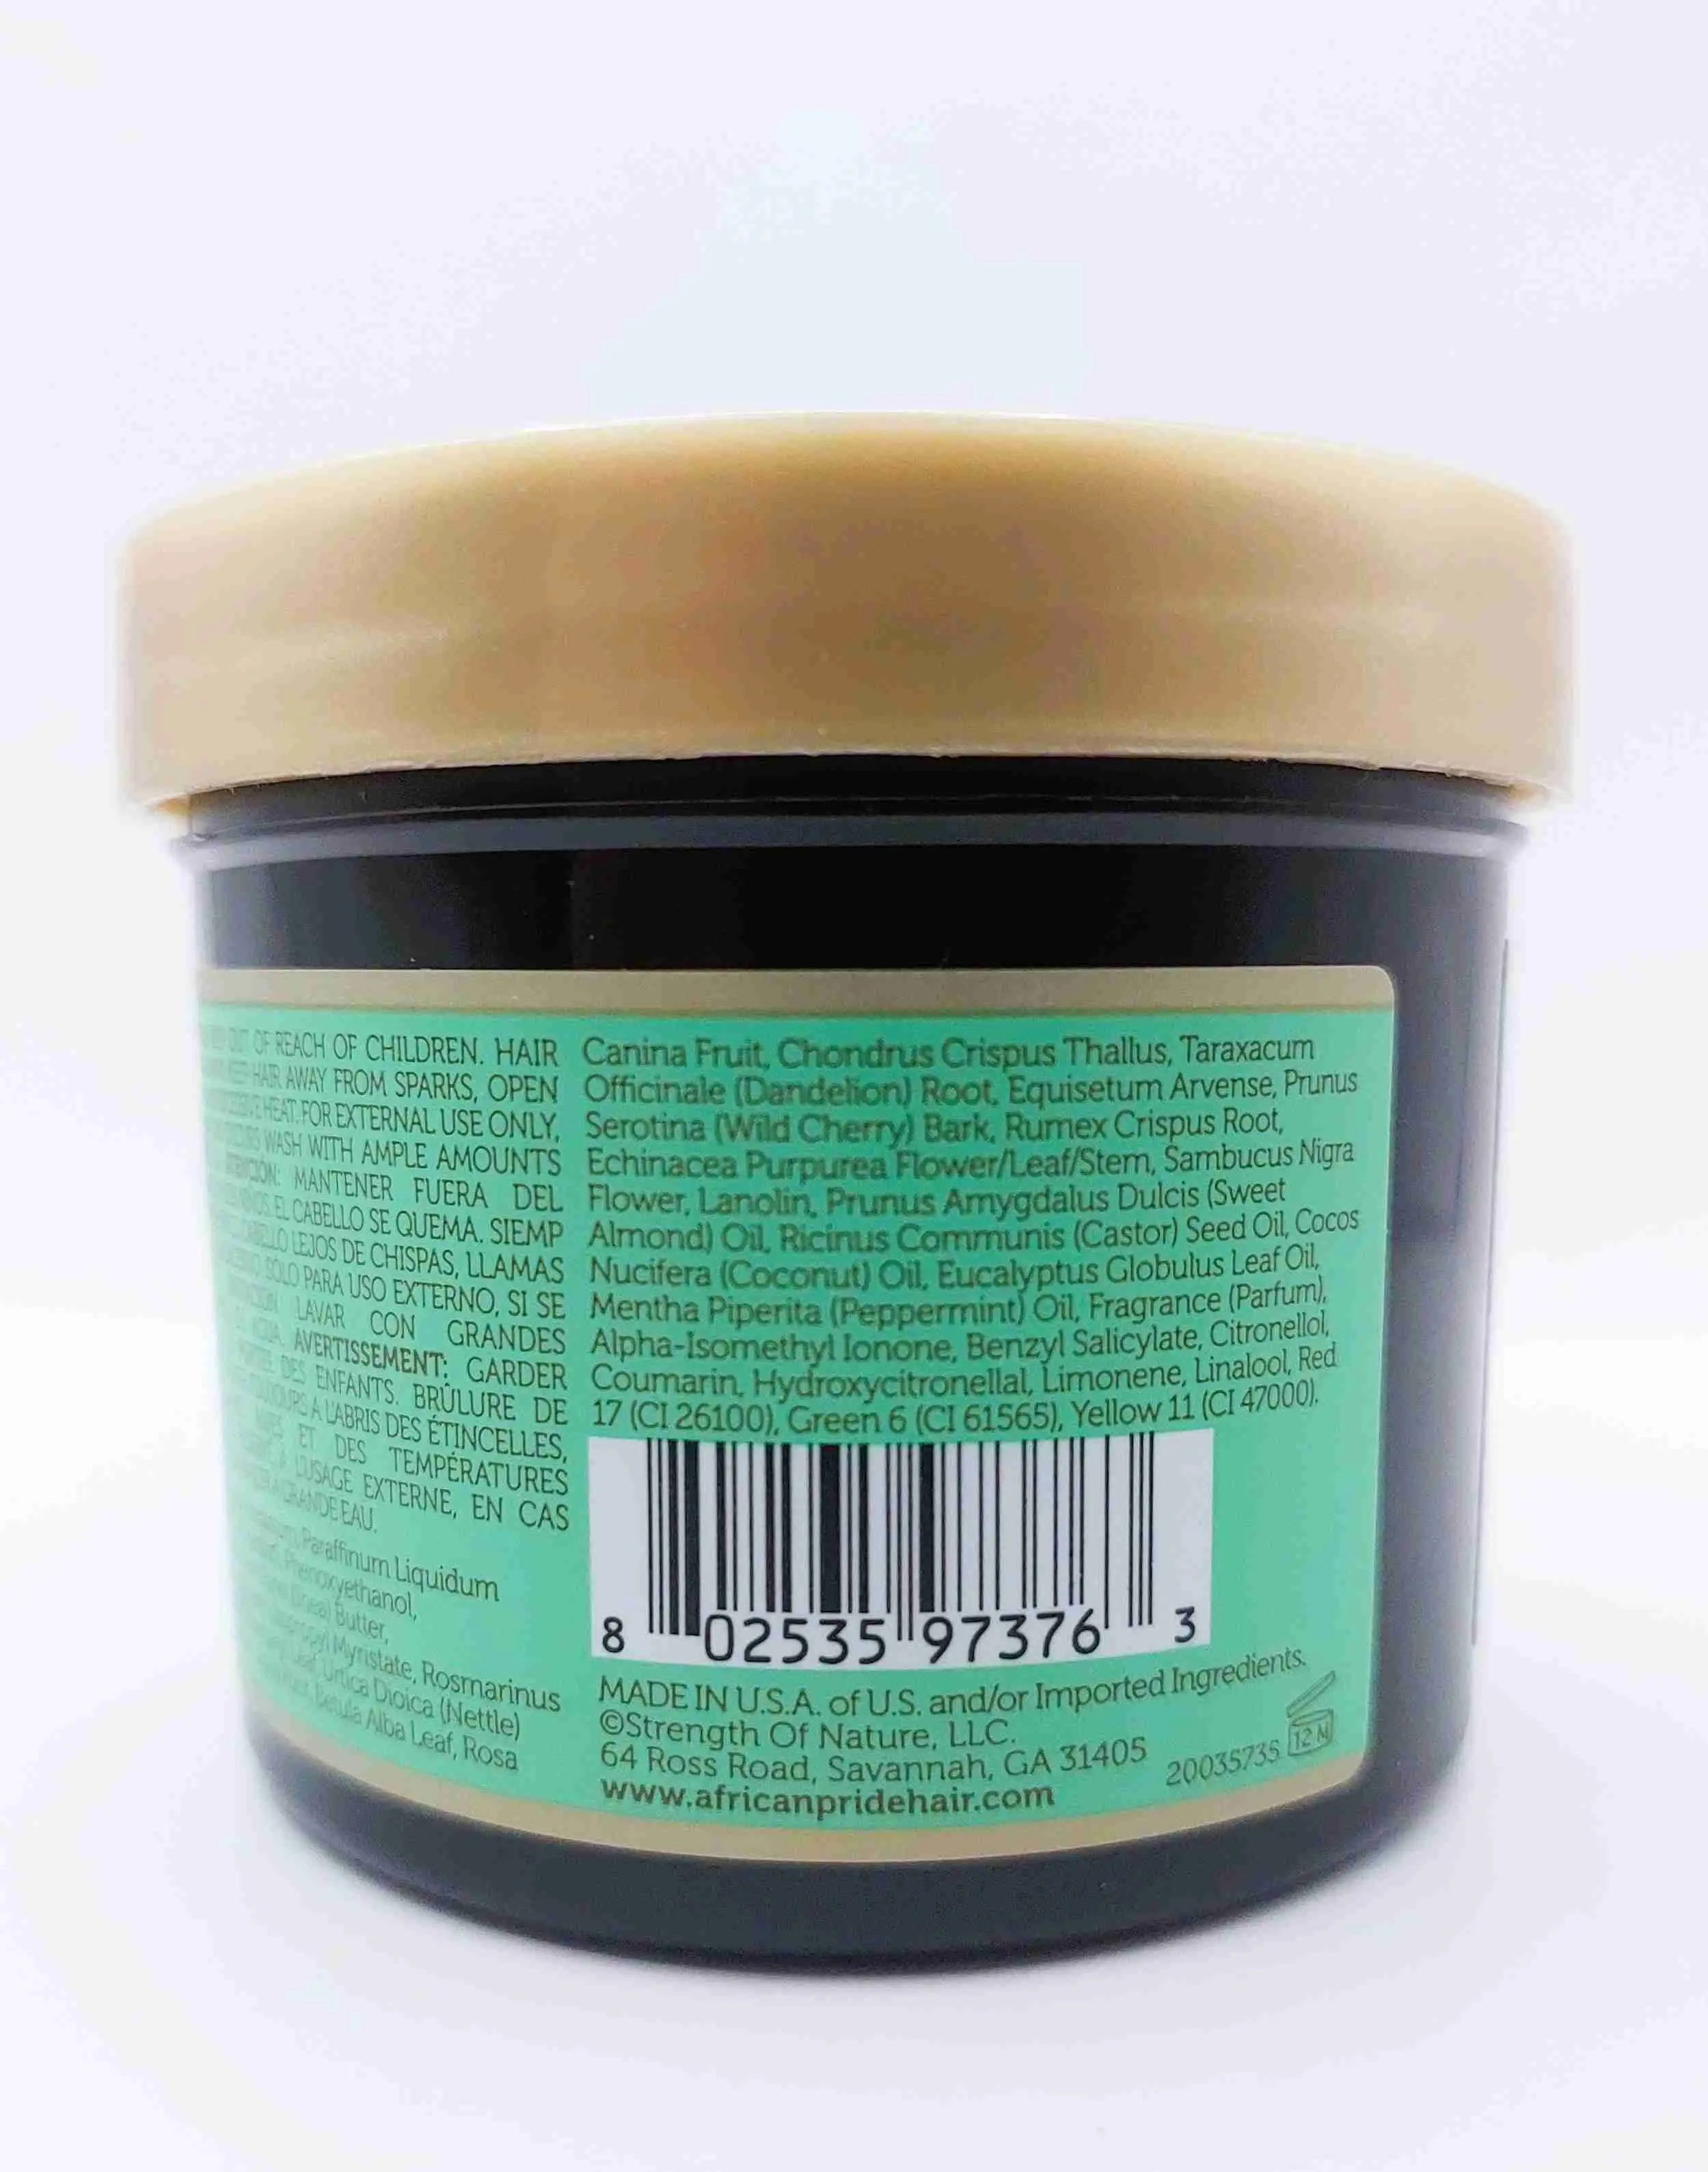 OUT OF REACH OF CHILDREN. HAIR
KEEP HAIR AWAY FROM SPARKS, OPEN
HEAT. FOR EXTERNAL USE ONLY,
WASH WITH AMPLE AMOUNTS
MANTENER FUERA DEL
EL CABELLO SE QUEMA. SIEMP
LEJOS DE CHISPAS, LLAMAS
SOLO PARA USO EXTERNO, SI SE
LAVAR CON GRANDES
AVERTISSEMENT: GARDER
DES ENFANTS. BRÛLURE DE
A L'ABRIS DES ÉTINCELLES,
ET DES TEMPÉRATURES
L'USAGE EXTERNE, EN CAS
GRANDE EAU.
Paraffinum Liquidum
Phenoxyethanol,
Butter,
Myristate, Rosmarinus
Leaf, Urtica Dioica (Nettle)
Betula Alba Leaf, Rosa
Canina Fruit, Chondrus Crispus Thallus, Taraxacum
Officinale (Dandelion) Root, Equisetum Arvense, Prunus
Serotina (Wild Cherry) Bark, Rumex Crispus Root,
Echinacea Purpurea Flower/Leaf/Stem, Sambucus Nigra
Flower, Lanolin, Prunus Amygdalus Dulcis (Sweet
Almond) Oil, Ricinus Communis (Castor) Seed Oil, Cocos
Nucifera (Coconut) Oil, Eucalyptus Globulus Leaf Oil,
Mentha Piperita (Peppermint) Oil, Fragrance (Parfum),
Alpha-Isomethyl Ionone, Benzyl Salicylate, Citronellol,
Coumarin, Hydroxycitronellal, Limonene, Linalool, Red
17 (CI 26100), Green 6 (CI 61565), Yellow 11 (CI 47000).
8 02535 97376 3
MADE IN U.S.A. of U.S. and/or Imported Ingredients.
©Strength Of Nature, LLC.
64 Ross Road, Savannah, GA 31405
www.africanpridehair.com
20035735 12 M